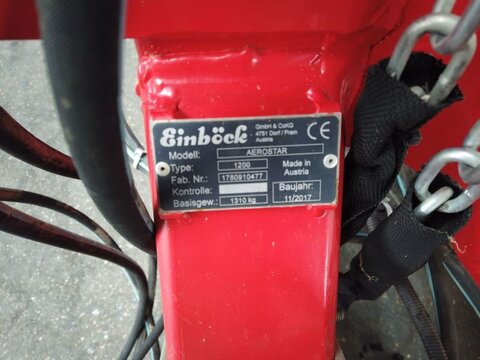 Einböck GmbH & CoKG
4751 Dorf / Pram
Austria
CE
Modell: AEROSTAR
Type: 1200
Made in Austria
Fab. Nr.: 1780910477
Kontrolle:
Baujahr:
Basisgew.: 1310 kg
11/2017